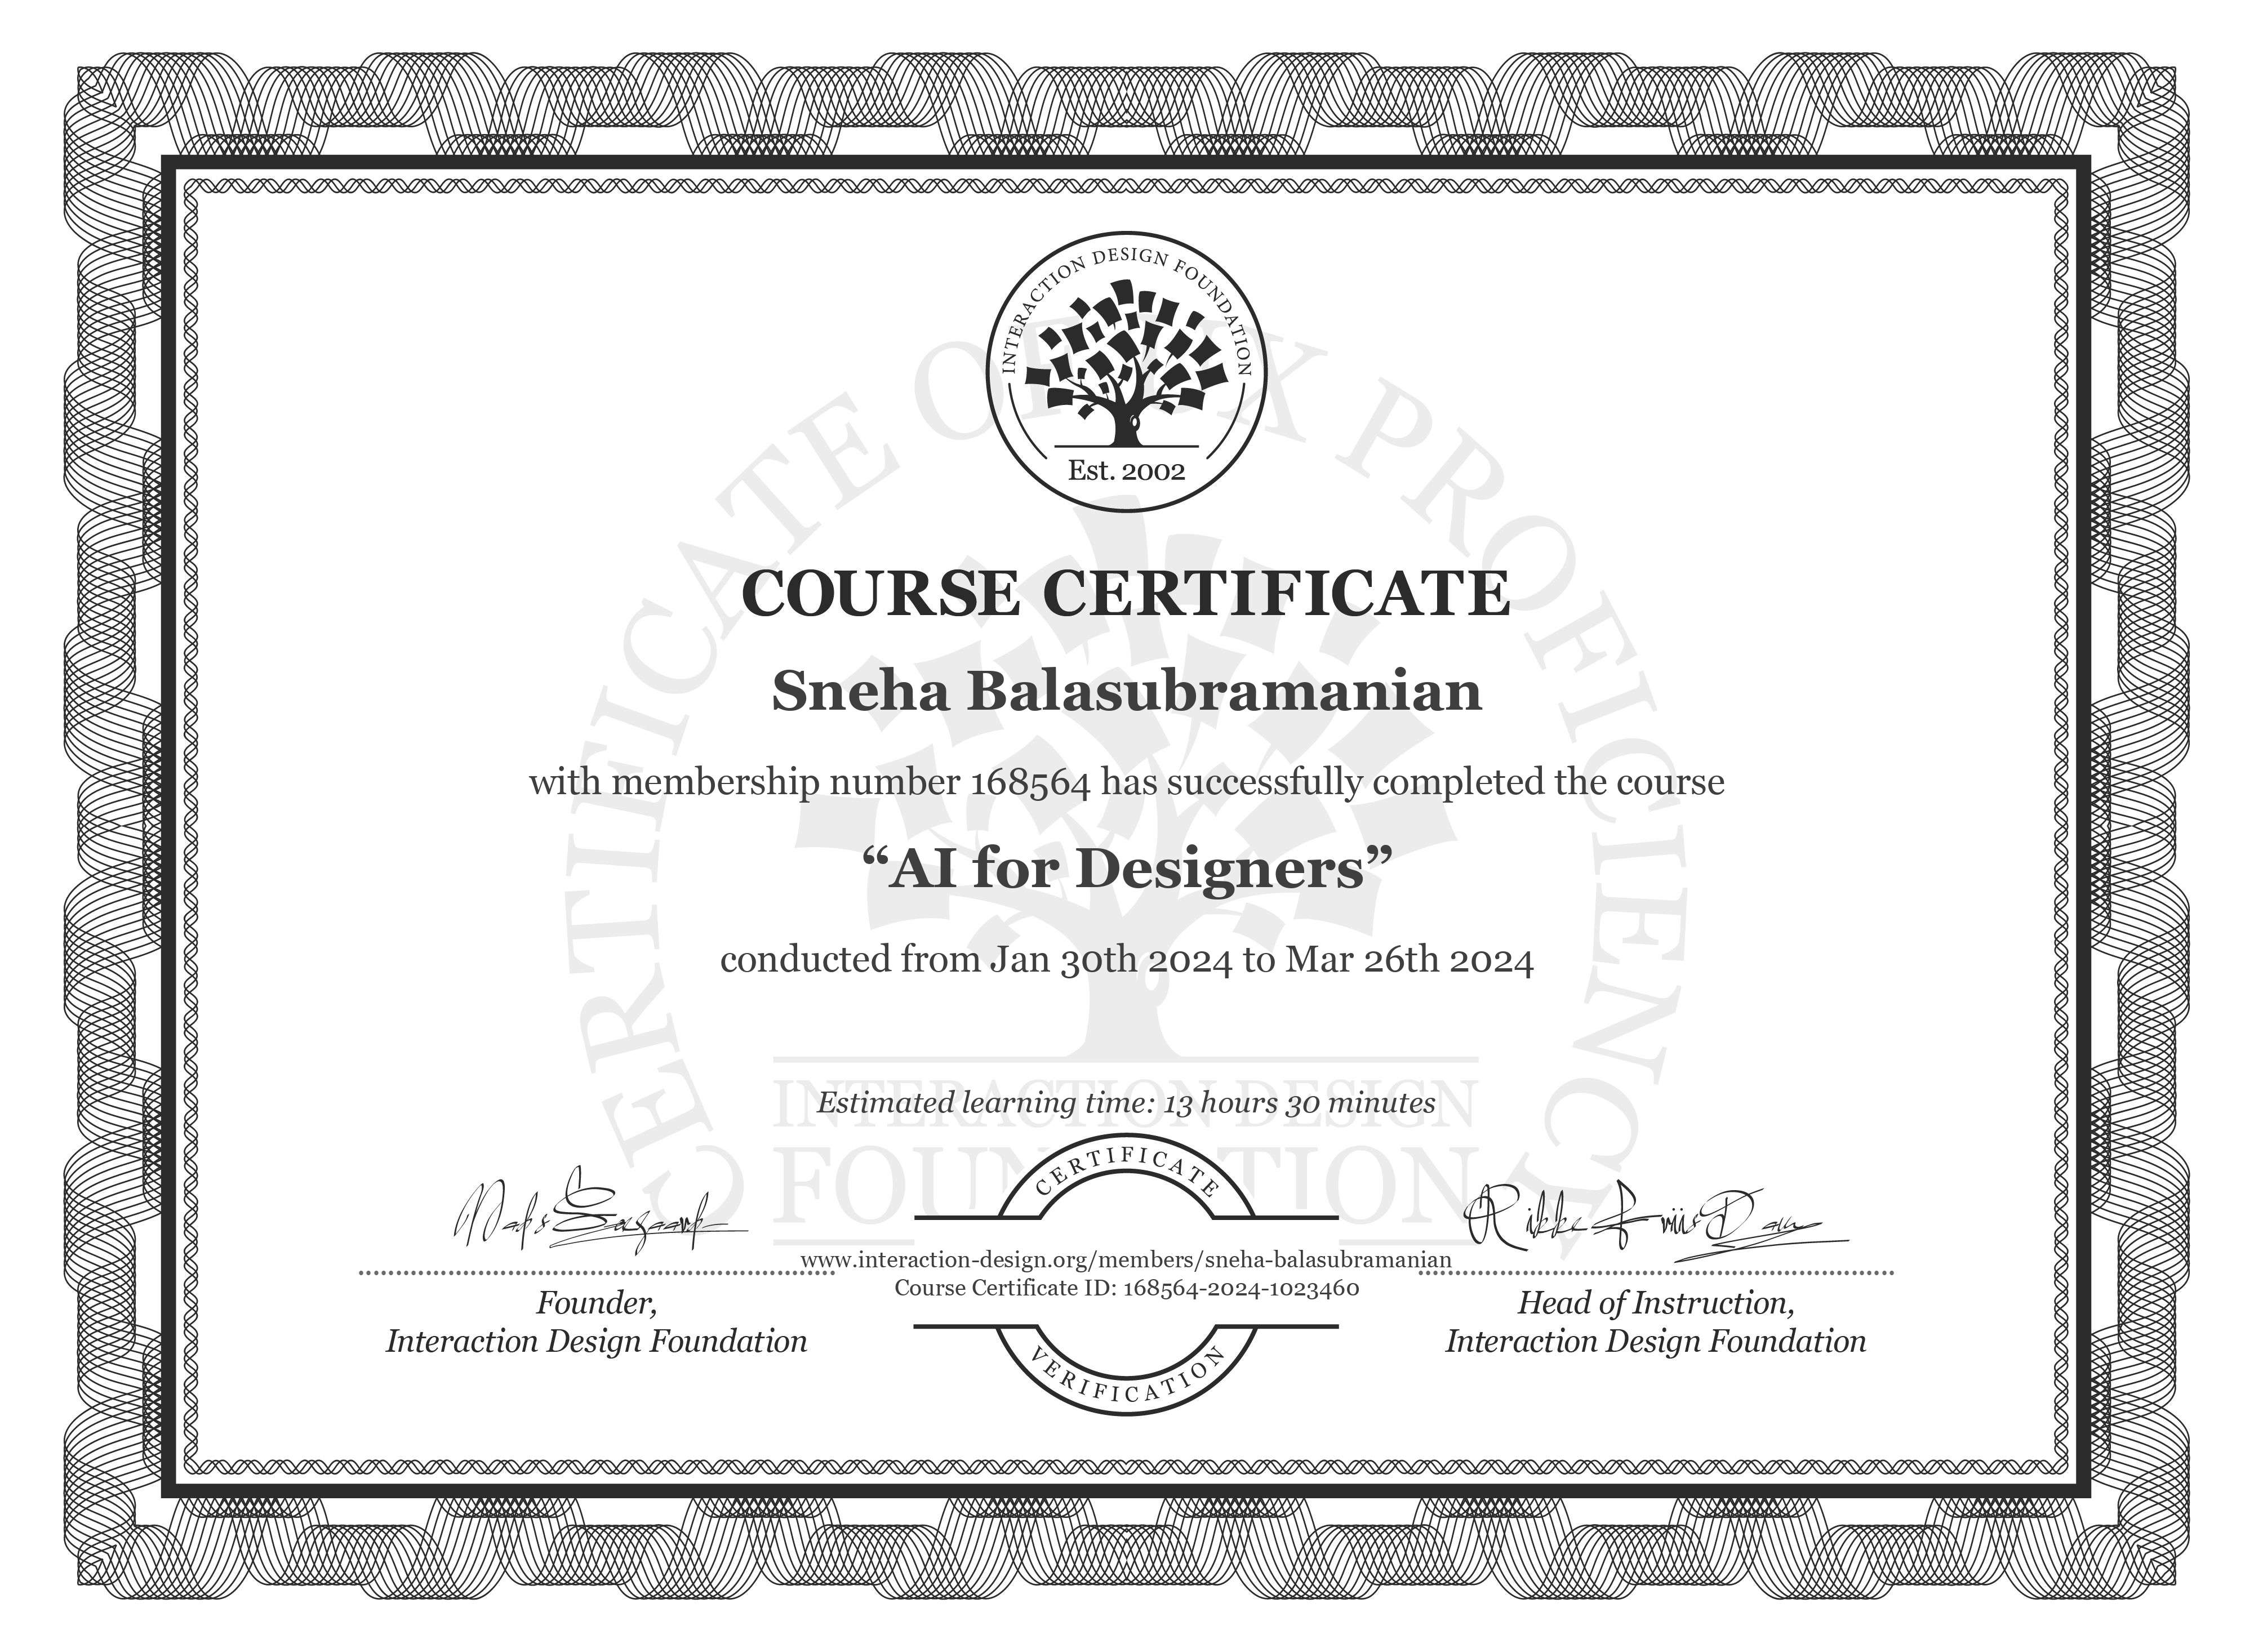 INTERACTION DESIGN FOUNDATION
Est. 2002
CERTIFICATE OF UX PROFICIENCY
COURSE CERTIFICATE
Sneha Balasubramanian
with membership number 168564 has successfully completed the course
“AI for Designers”
conducted from Jan 30th 2024 to Mar 26th 2024
INTERACTION DESIGN
FOUNDATION
Estimated learning time: 13 hours 30 minutes
CERTIFICATE
Rikke Friis Dam
www.interaction-design.org/members/sneha-balasubramanian
Course Certificate ID: 168564-2024-1023460
Founder,
Interaction Design Foundation
Head of Instruction,
Interaction Design Foundation
VERIFICATION